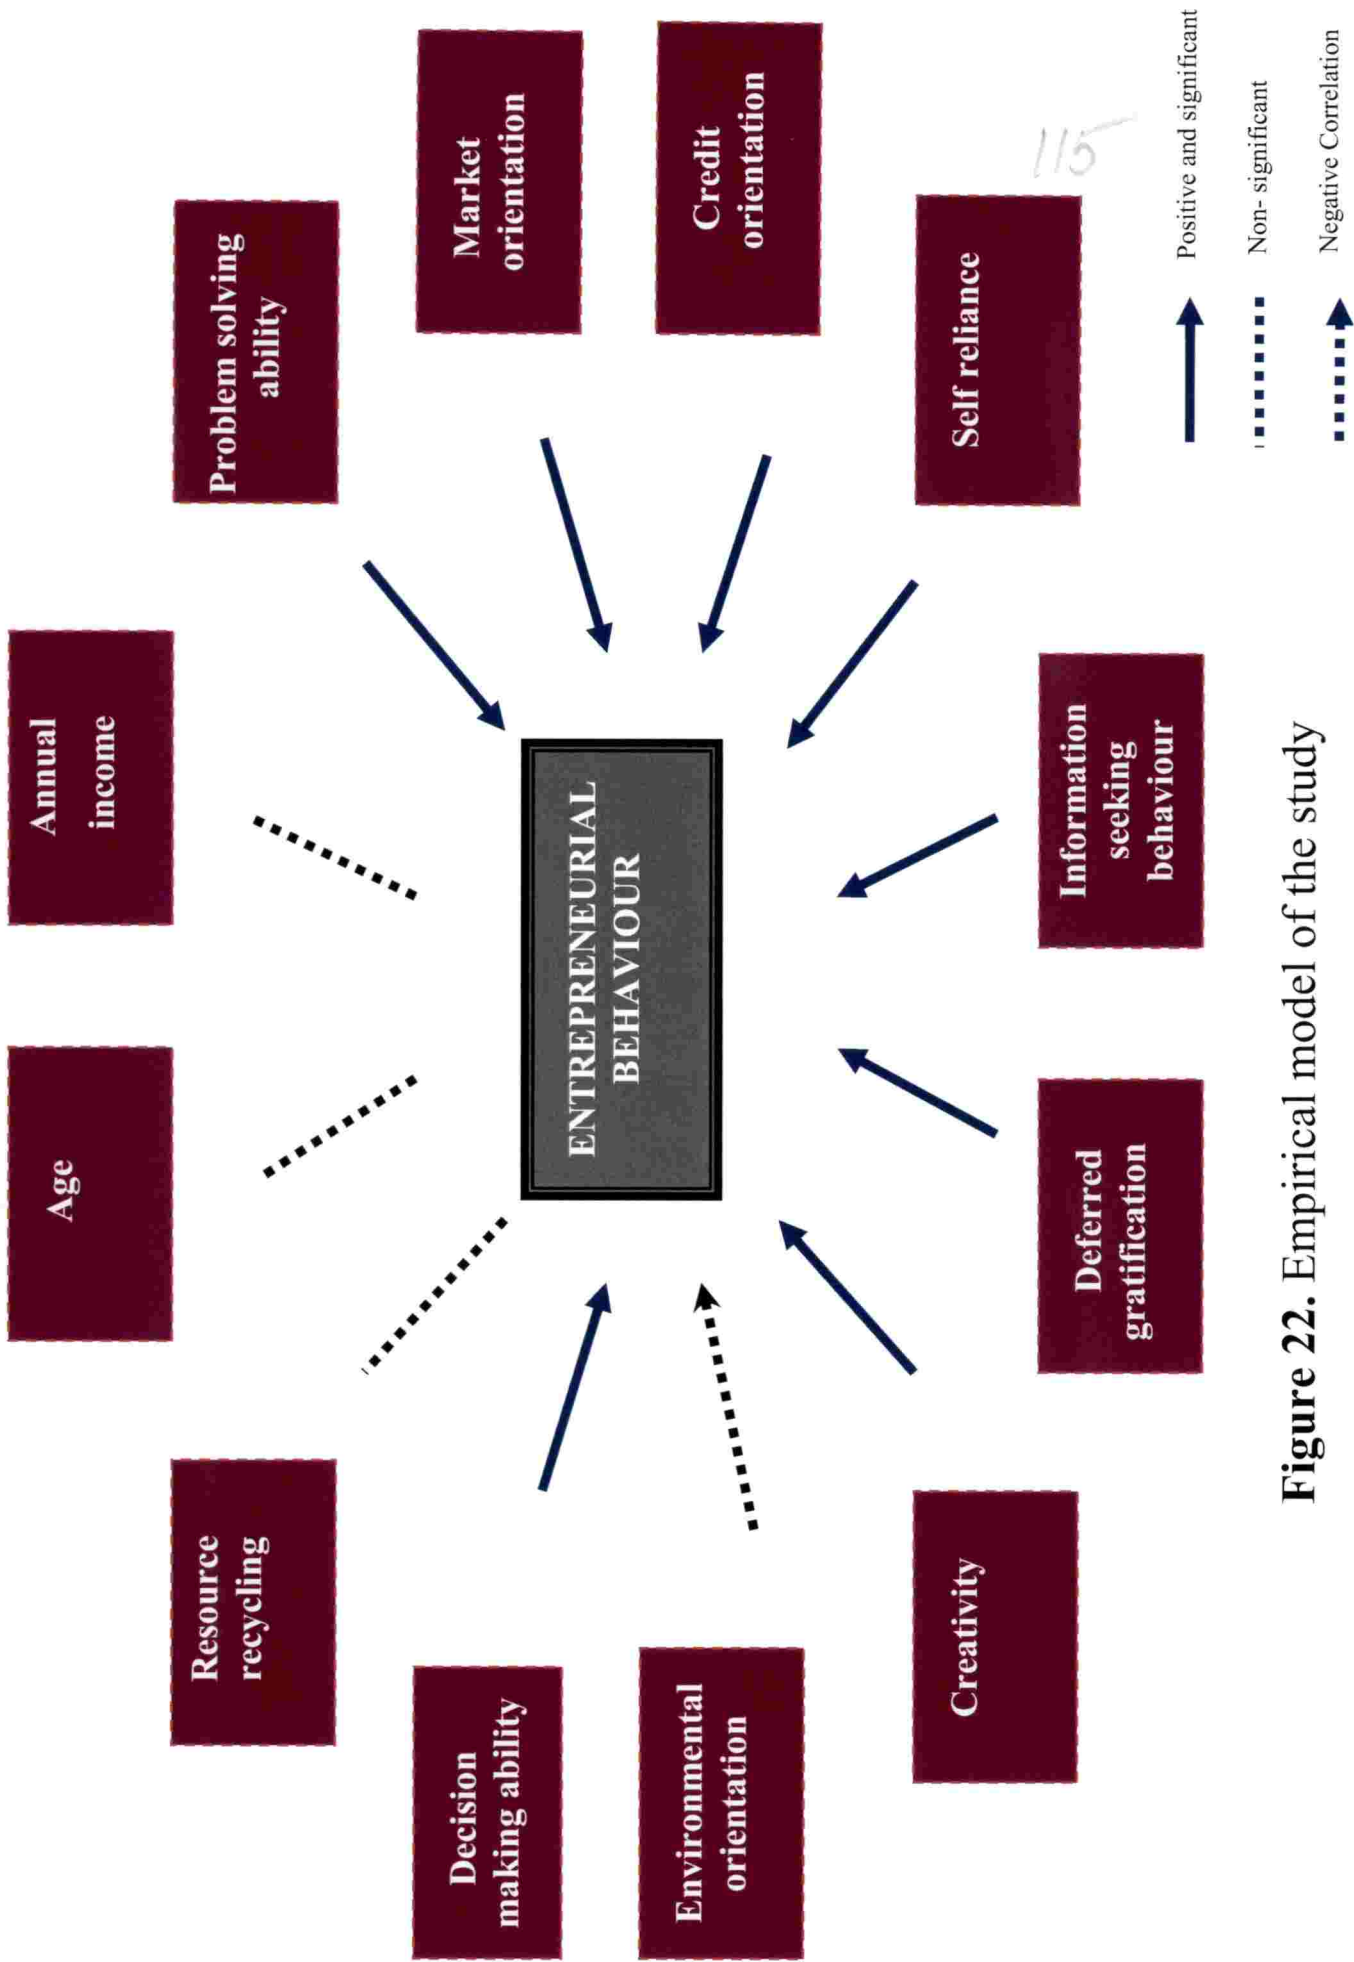 Age
Annual
income
Resource
recycling
Problem solving
ability
Decision
making ability
Market
orientation
ENTREPRENEURIAL
BEHAVIOUR
Environmental
orientation
Credit
orientation
Creativity
Self reliance
Deferred
gratification
Information
seeking
behaviour
115
Positive and significant
Non- significant
Negative Correlation
Figure 22. Empirical model of the study